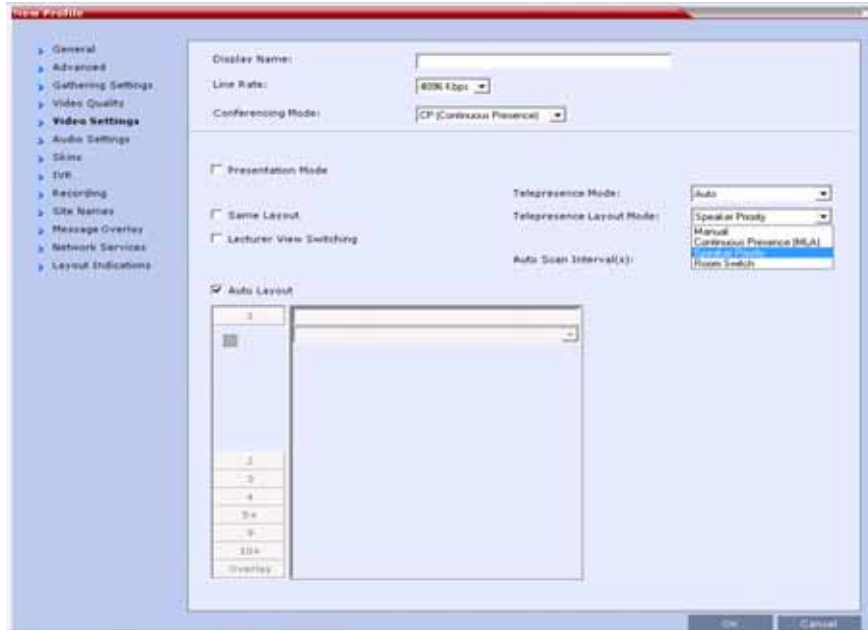 New Profile
General
Advanced
Gathering Settings
Video Quality
Video Settings
Audio Settings
Skins
IVR
Recording
Site Names
Message Overlay
Network Services
Layout Indications
Display Name:
Line Rate:
4096 Kbps
Conferencing Mode:
CP (Continuous Presence)
Presentation Mode
Telepresence Mode:
Auto
Same Layout
Telepresence Layout Mode:
Speaker Priority
Lecturer View Switching
Manual
Continuous Presence (MLA)
Speaker Priority
Room Switch
Auto Scan Interval(s):
Auto Layout
1
2
3
4
5+
9
10+
Overlay
OK
Cancel